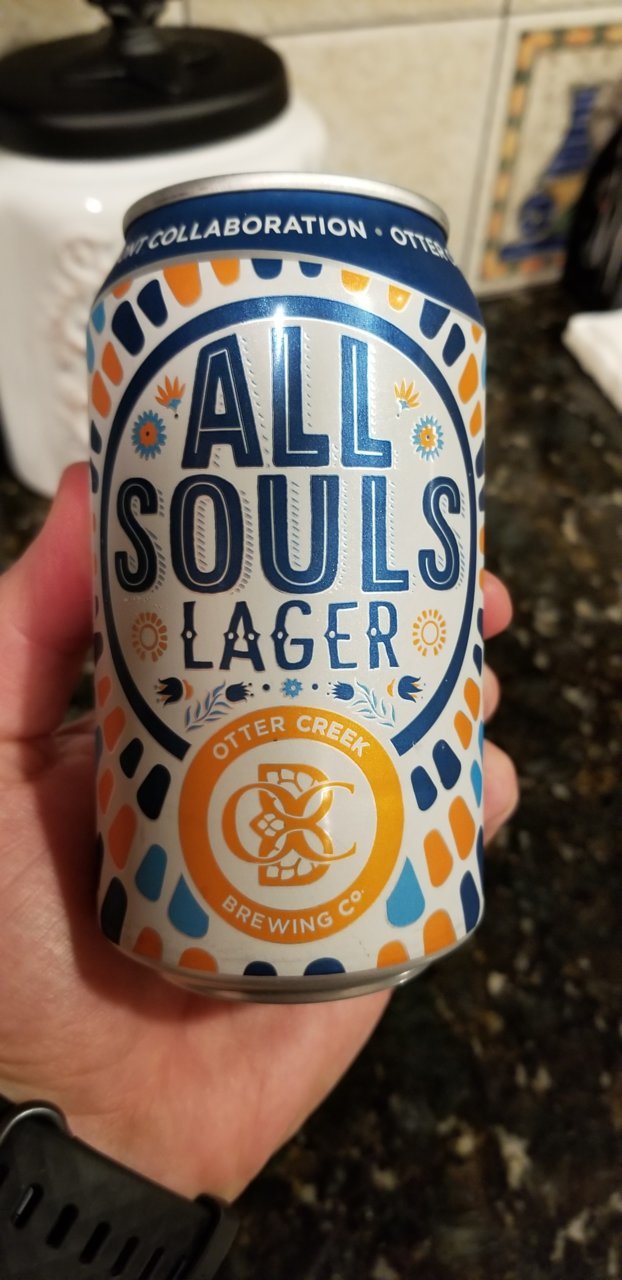 COLLABORATION • OTTER
ALL
SOULS
LAGER
OTTER CREEK
BREWING Co.